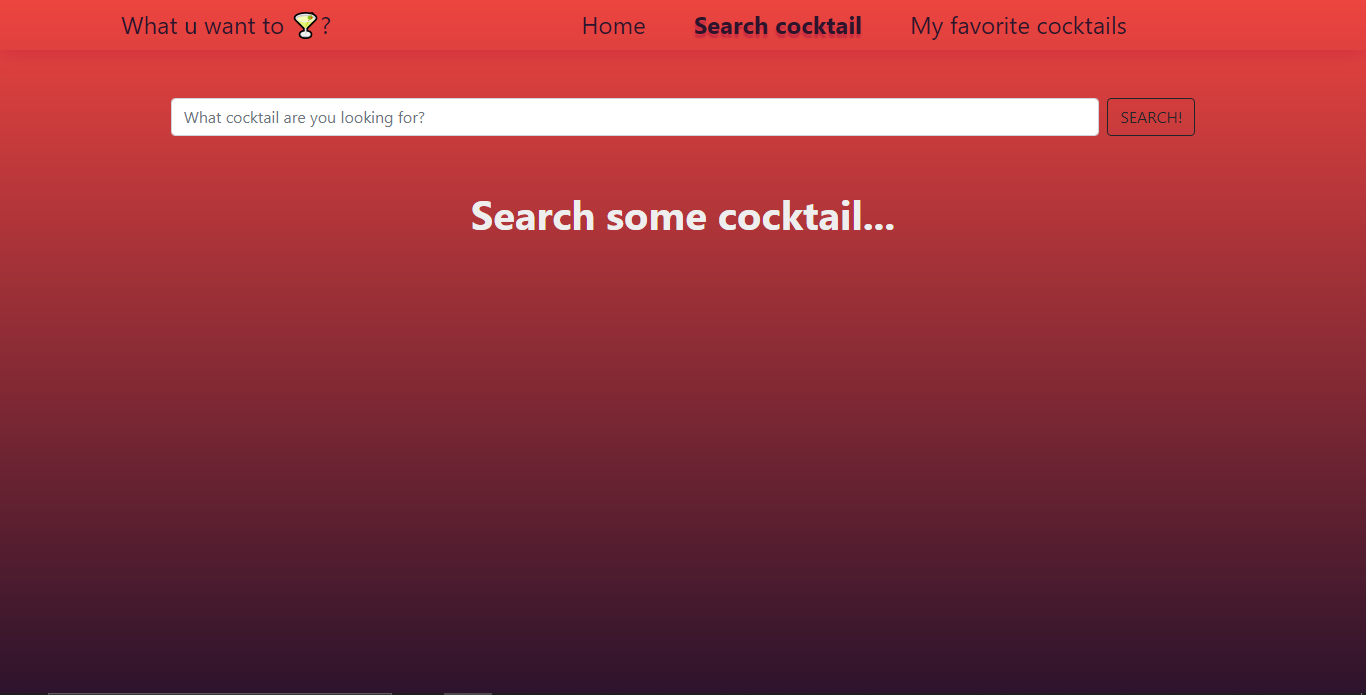 What u want to 🍸?
Home
Search cocktail
My favorite cocktails
What cocktail are you looking for?
SEARCH!
Search some cocktail...